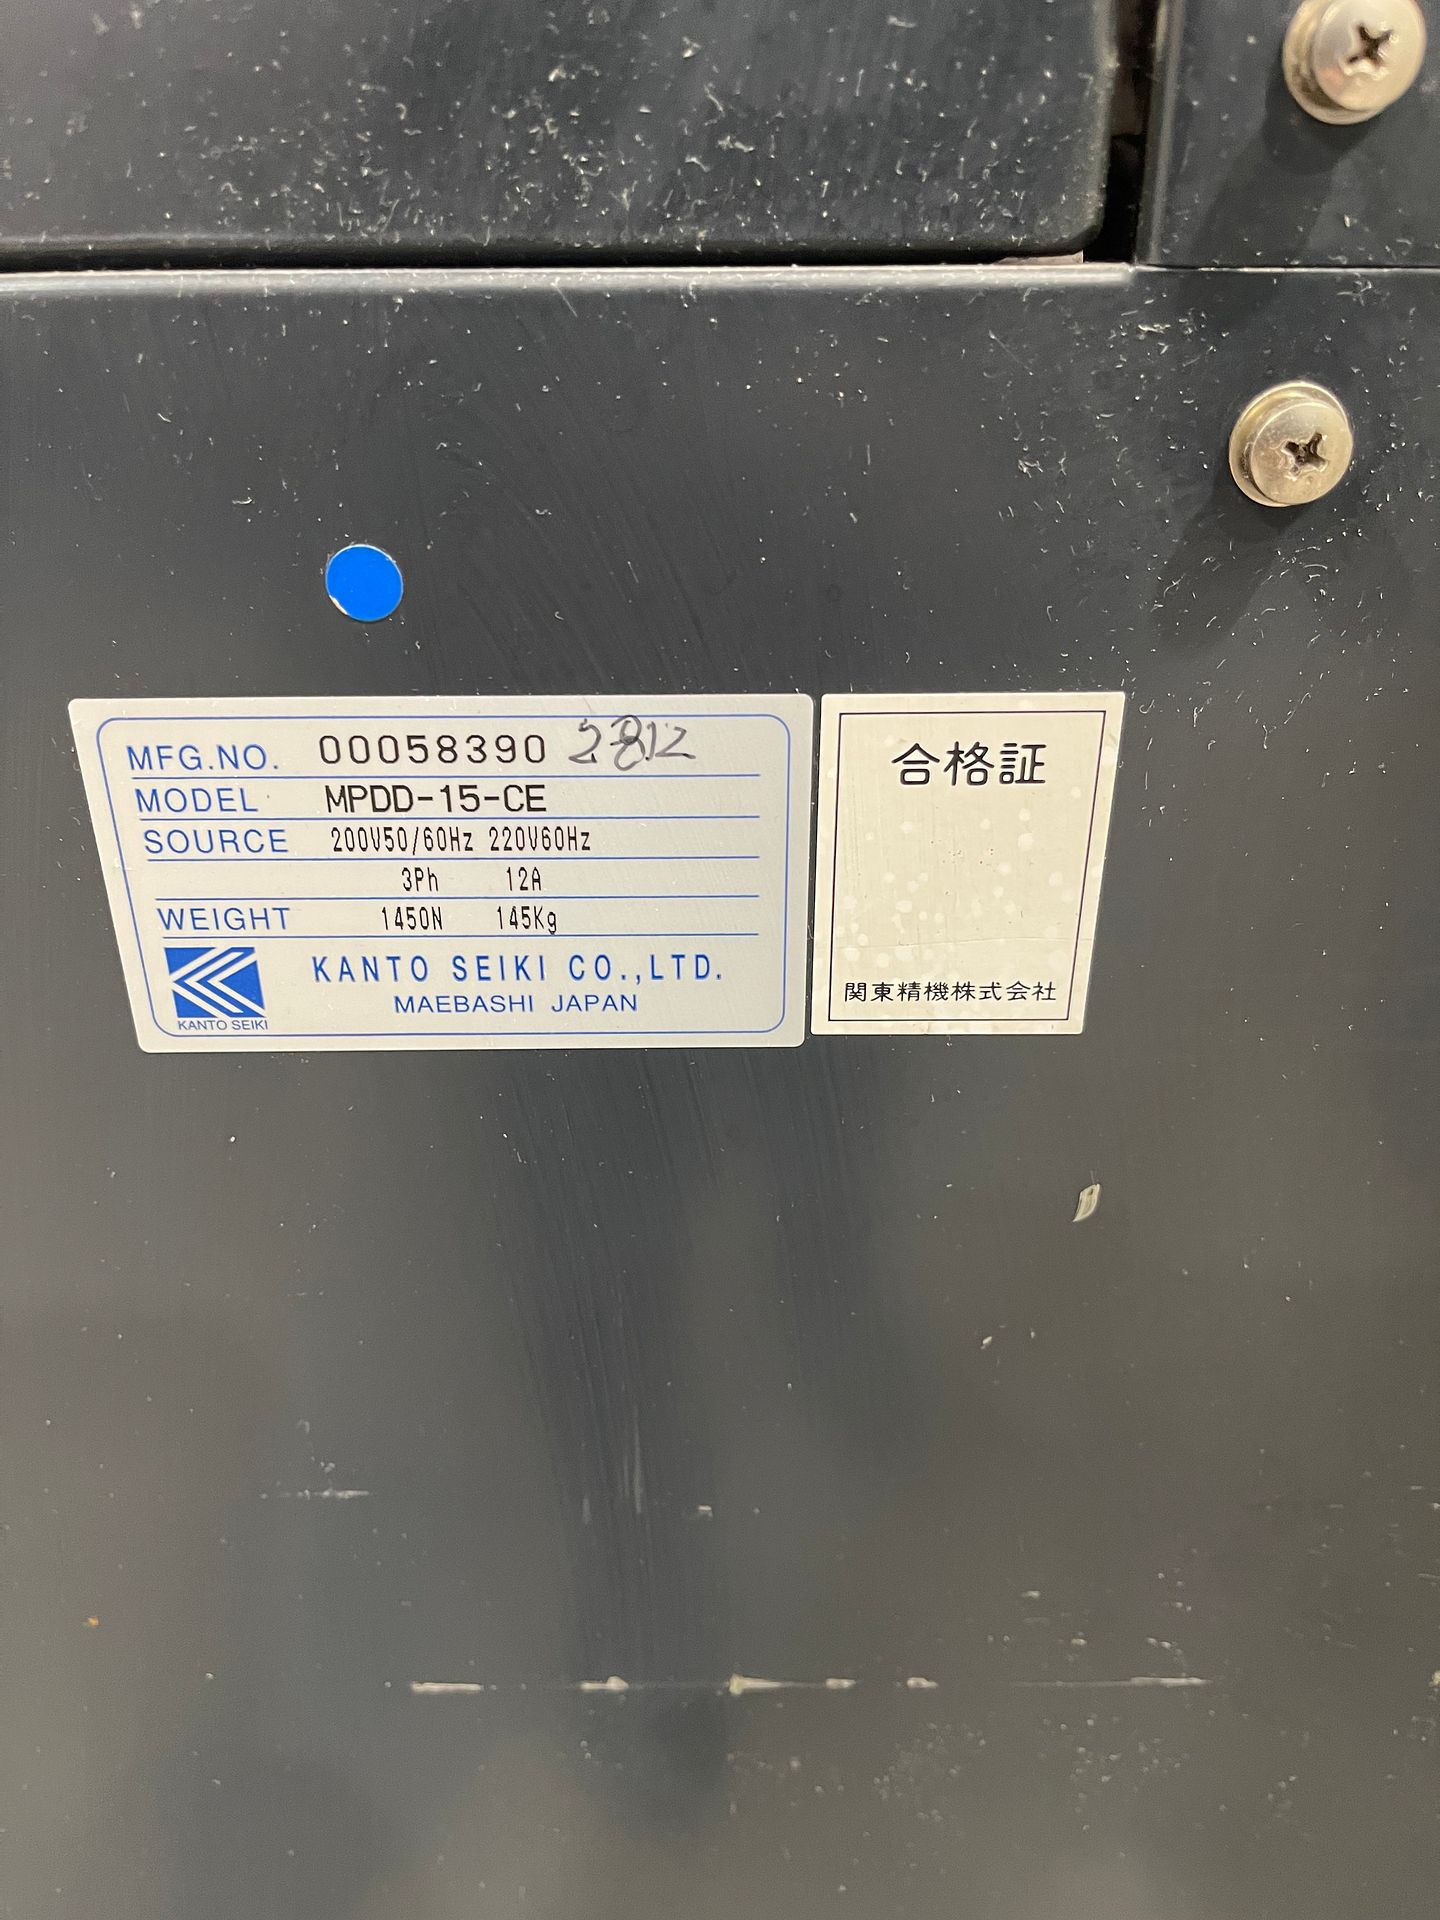 MFG.NO. 00058390 2812
MODEL MPDD-15-CE
SOURCE 200V50/60Hz 220V60Hz
3Ph 12A
WEIGHT 1450N 145Kg
KANTO SEIKI CO.,LTD.
MAEBASHI JAPAN
KANTO SEIKI
合格証
関東精機株式会社